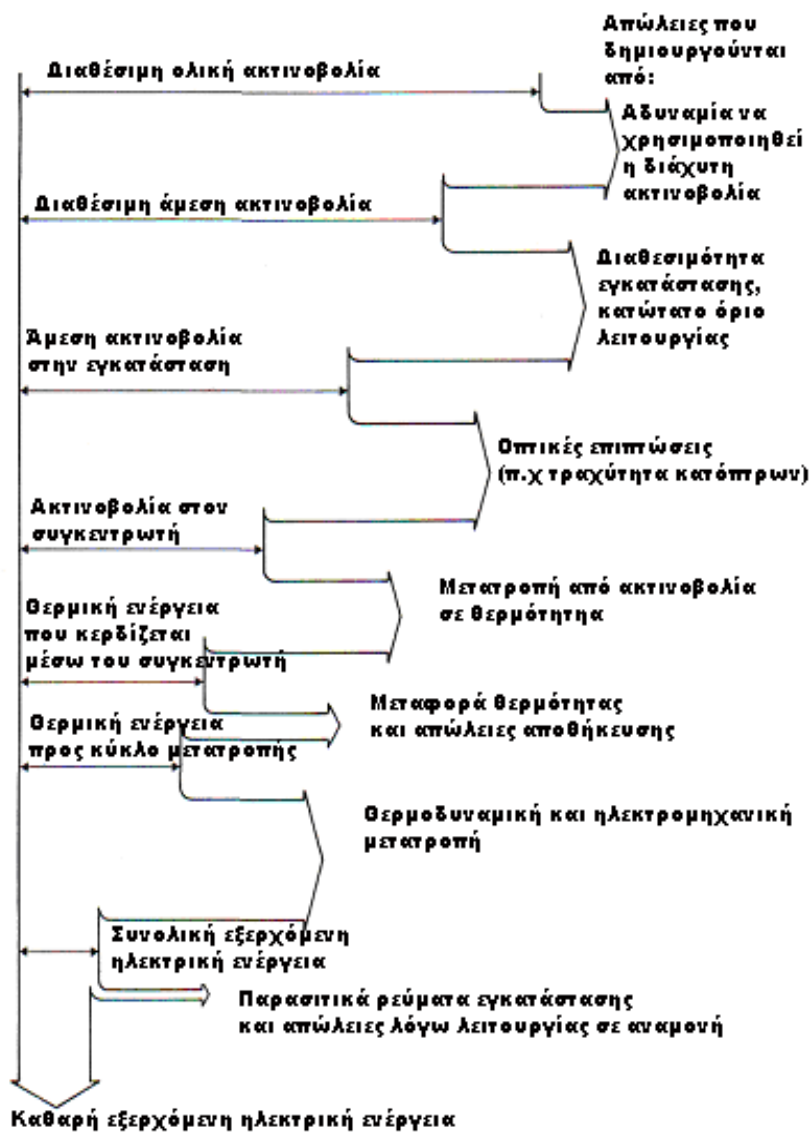 Απώλειες που
δημιουργούνται
από:
Διαθέσιμη ολική ακτινοβολία
Αδυναμία να
χρησιμοποιηθεί
η διάχυτη
ακτινοβολία
Διαθέσιμη άμεση ακτινοβολία
Διαθεσιμότητα
εγκατάστασης,
κατώτατο όριο
λειτουργίας
Άμεση ακτινοβολία
στην εγκατάσταση
Οπτικές επιπτώσεις
(π.χ τραχύτητα κατόπτρων)
Ακτινοβολία στον
συγκεντρωτή
Μετατροπή από ακτινοβολία
σε θερμότητηα
Θερμική ενέργεια
που κερδίζεται
μέσω του συγκεντρωτή
Μεταφορά θερμότητας
και απώλειες αποθήκευσης
Θερμική ενέργεια
προς κύκλο μετατροπής
Θερμοδυναμική και ηλεκτρομηχανική
μετατροπή
Συνολική εξερχόμενη
ηλεκτρική ενέργεια
Παρασιτικά ρεύματα εγκατάστασης
και απώλειες λόγω λειτουργίας σε αναμονή
Καθαρή εξερχόμενη ηλεκτρική ενέργεια